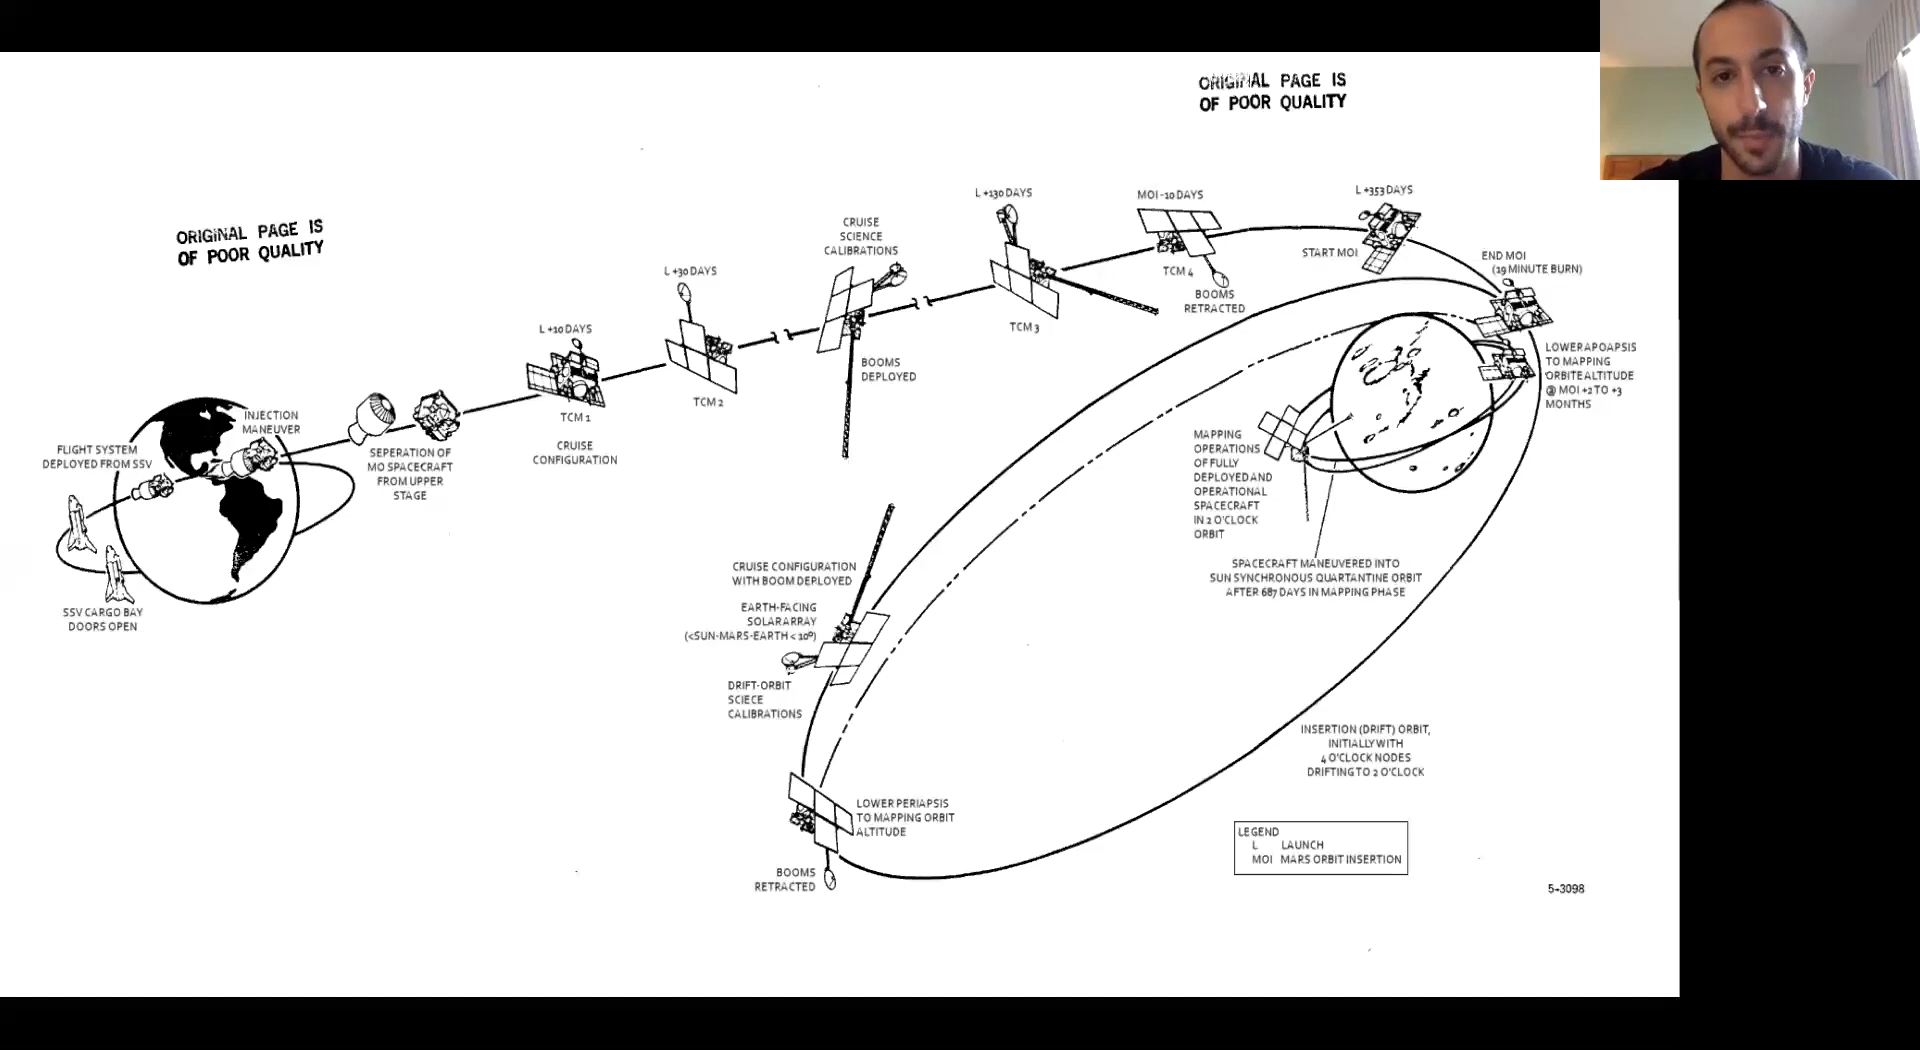 ORIGINAL PAGE IS
OF POOR QUALITY
ORIGINAL PAGE IS
OF POOR QUALITY
FLIGHT SYSTEM
DEPLOYED FROM SSV
INJECTION
MANEUVER
SSV CARGO BAY
DOORS OPEN
SEPERATION OF
MO SPACECRAFT
FROM UPPER
STAGE
L +10 DAYS
TCM 1
CRUISE
CONFIGURATION
L +30 DAYS
TCM 2
CRUISE
SCIENCE
CALIBRATIONS
BOOMS
DEPLOYED
L +130 DAYS
TCM 3
MOI -10 DAYS
TCM 4
BOOMS
RETRACTED
L +353 DAYS
START MOI
END MOI
(19 MINUTE BURN)
LOWER APOAPSIS
TO MAPPING
ORBITE ALTITUDE
@ MOI +2 TO +3
MONTHS
MAPPING
OPERATIONS
OF FULLY
DEPLOYED AND
OPERATIONAL
SPACECRAFT
IN 2 O'CLOCK
ORBIT
SPACECRAFT MANEUVERED INTO
SUN SYNCHRONOUS QUARTANTINE ORBIT
AFTER 687 DAYS IN MAPPING PHASE
CRUISE CONFIGURATION
WITH BOOM DEPLOYED
EARTH-FACING
SOLAR ARRAY
(<SUN-MARS-EARTH < 10º)
DRIFT-ORBIT
SCIECE
CALIBRATIONS
LOWER PERIAPSIS
TO MAPPING ORBIT
ALTITUDE
BOOMS
RETRACTED
INSERTION (DRIFT) ORBIT,
INITIALLY WITH
4 O'CLOCK NODES
DRIFTING TO 2 O'CLOCK
LEGEND
L LAUNCH
MOI MARS ORBIT INSERTION
5-3098